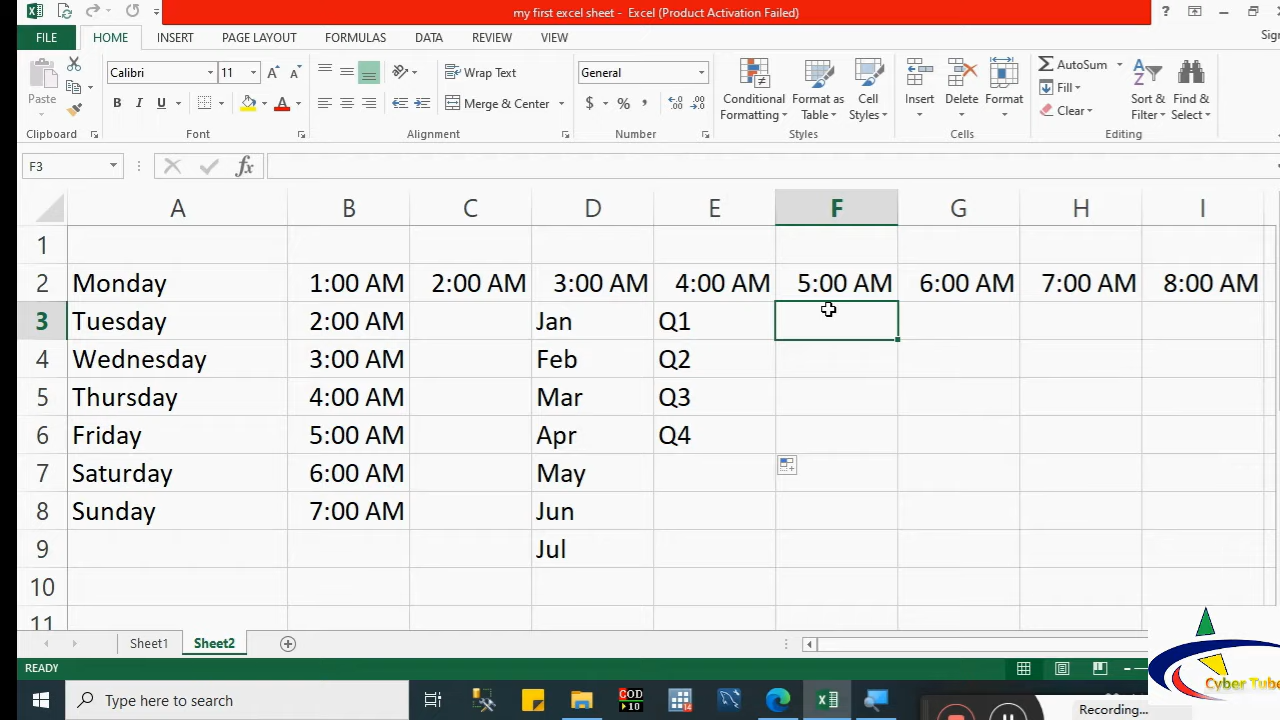 my first excel sheet - Excel (Product Activation Failed)
?
FILE HOME INSERT PAGE LAYOUT FORMULAS DATA REVIEW VIEW
Paste
Calibri 11
B I U
Wrap Text
Merge & Center
General
$ % ,
Conditional Formatting
Format as Table
Cell Styles
Insert
Delete
Format
AutoSum
Fill
Clear
Sort & Filter
Find & Select
Clipboard Font Alignment Number Styles Cells Editing
F3 fx
A B C D E F G H I
1
2 Monday 1:00 AM 2:00 AM 3:00 AM 4:00 AM 5:00 AM 6:00 AM 7:00 AM 8:00 AM
3 Tuesday 2:00 AM Jan Q1
4 Wednesday 3:00 AM Feb Q2
5 Thursday 4:00 AM Mar Q3
6 Friday 5:00 AM Apr Q4
7 Saturday 6:00 AM May
8 Sunday 7:00 AM Jun
9 Jul
10
11
Sheet1 Sheet2
READY
Type here to search
COD
Recording...
Cyber Tube